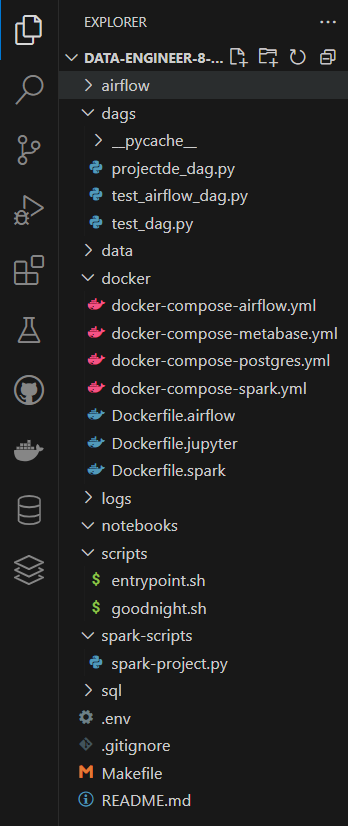 EXPLORER
DATA-ENGINEER-8-...
airflow
dags
__pycache__
projectde_dag.py
test_airflow_dag.py
test_dag.py
data
docker
docker-compose-airflow.yml
docker-compose-metabase.yml
docker-compose-postgres.yml
docker-compose-spark.yml
Dockerfile.airflow
Dockerfile.jupyter
Dockerfile.spark
logs
notebooks
scripts
$ entrypoint.sh
$ goodnight.sh
spark-scripts
spark-project.py
sql
.env
.gitignore
Makefile
README.md